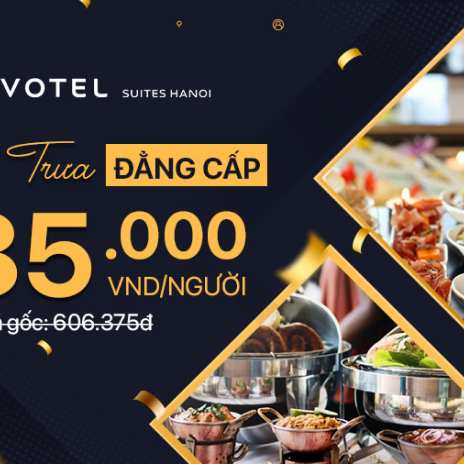 VOTEL SUITES HANOI
Trưa ĐẲNG CẤP
35.000
VND/NGƯỜI
gốc: 606.375đ